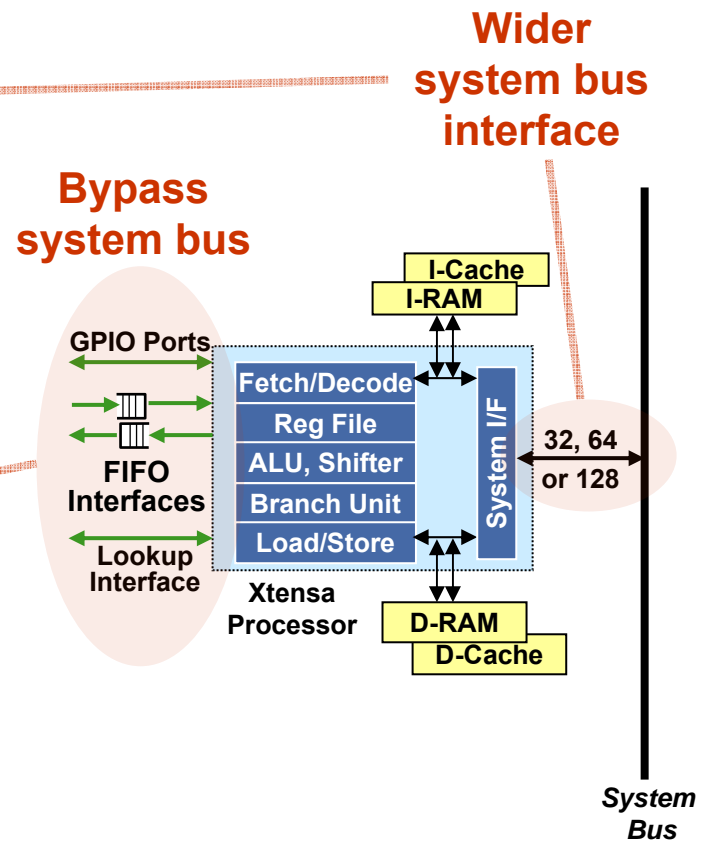 Wider
system bus
interface
Bypass
system bus
I-Cache
I-RAM
GPIO Ports
Fetch/Decode
Reg File
ALU, Shifter
Branch Unit
Load/Store
System I/F
32, 64
or 128
FIFO
Interfaces
Lookup
Interface
Xtensa
Processor
D-RAM
D-Cache
System
Bus